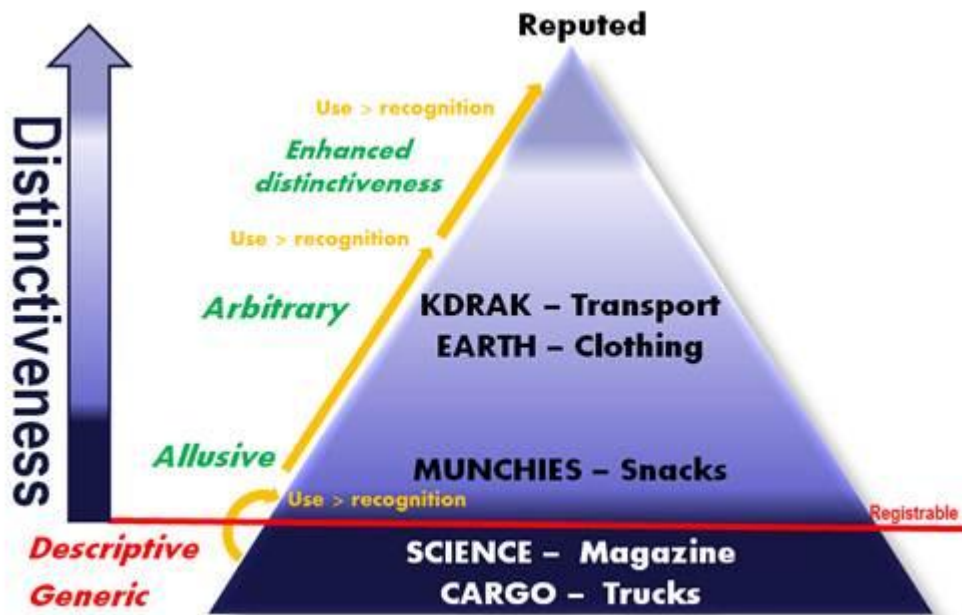 Reputed
Distinctiveness
Use > recognition
Enhanced
distinctiveness
Use > recognition
Arbitrary
KDRAK – Transport
EARTH – Clothing
Allusive
MUNCHIES – Snacks
Use > recognition
Registrable
Descriptive
Generic
SCIENCE – Magazine
CARGO – Trucks